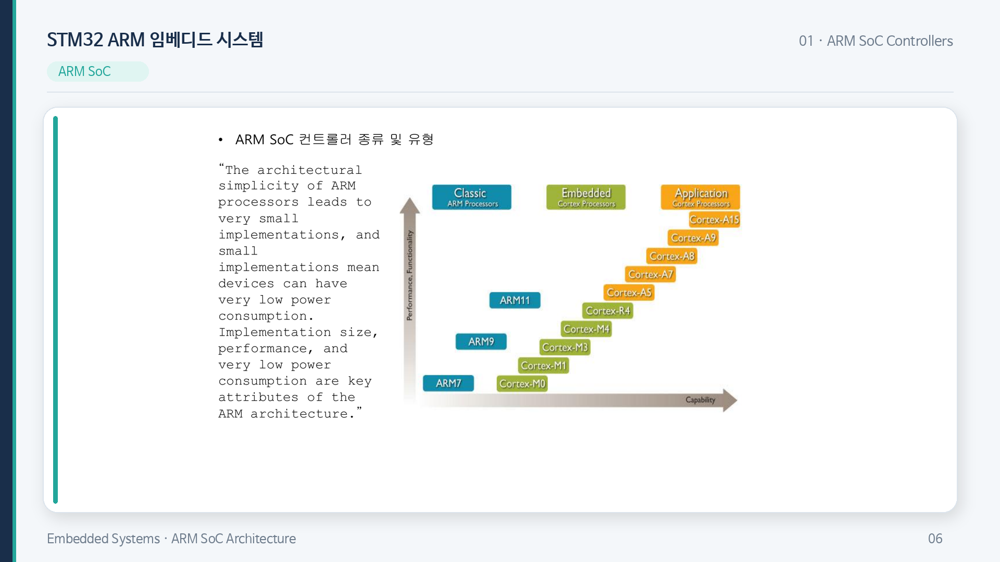 STM32 ARM 임베디드 시스템
01 · ARM SoC Controllers
ARM SoC
• ARM SoC 컨트롤러 종류 및 유형
“The architectural
simplicity of ARM
processors leads to
very small
implementations, and
small
implementations mean
devices can have
very low power
consumption.
Implementation size,
performance, and
very low power
consumption are key
attributes of the
ARM architecture.”
Classic
ARM Processors
Embedded
Cortex Processors
Application
Cortex Processors
Cortex-A15
Cortex-A9
Cortex-A8
Cortex-A7
Cortex-A5
Cortex-R4
Cortex-M4
Cortex-M3
Cortex-M1
Cortex-M0
ARM11
ARM9
ARM7
Performance, Functionality
Capability
Embedded Systems · ARM SoC Architecture
06